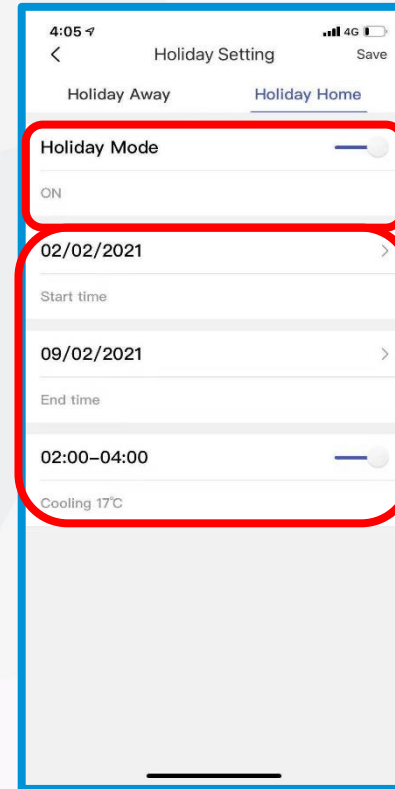 4:05
4G
Holiday Setting
Save
Holiday Away
Holiday Home
Holiday Mode
ON
02/02/2021
Start time
09/02/2021
End time
02:00–04:00
Cooling 17℃